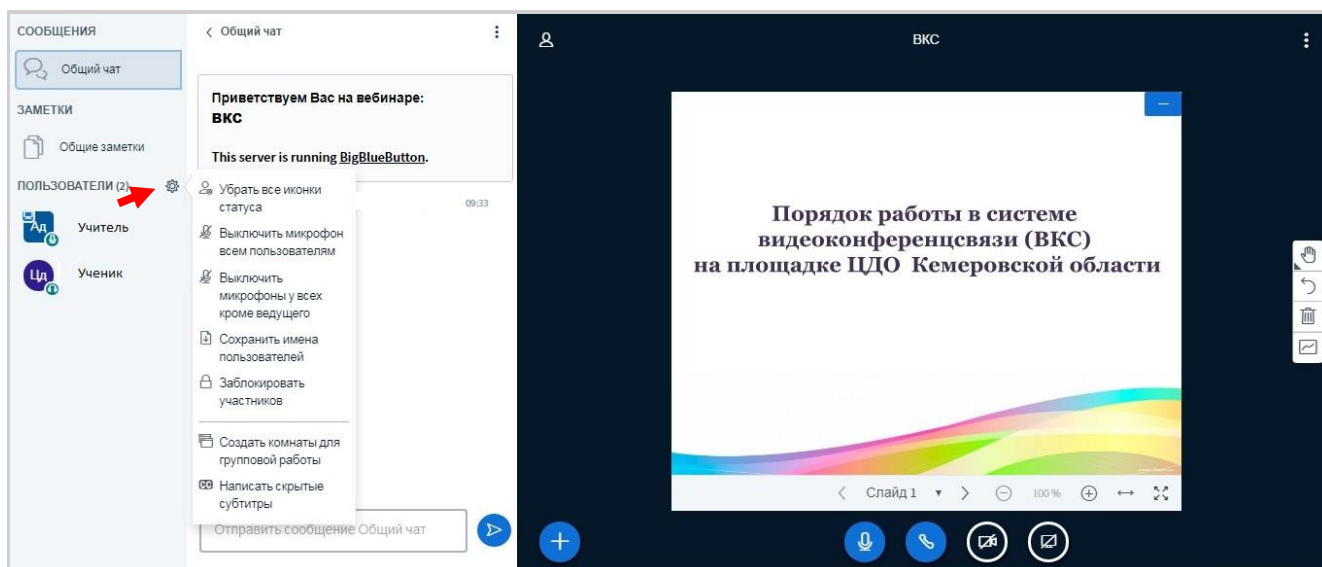 СООБЩЕНИЯ
Общий чат
ЗАМЕТКИ
Общие заметки
ПОЛЬЗОВАТЕЛИ (2)
Ад
Учитель
Цд
Ученик
Общий чат
Приветствуем Вас на вебинаре:
ВКС
This server is running BigBlueButton.
09:33
Убрать все иконки
статуса
Выключить микрофон
всем пользователям
Выключить
микрофоны у всех
кроме ведущего
Сохранить имена
пользователей
Заблокировать
участников
Создать комнаты для
групповой работы
Написать скрытые
субтитры
Отправить сообщение Общий чат
ВКС
Порядок работы в системе
видеоконференцсвязи (ВКС)
на площадке ЦДО Кемеровской области
Слайд 1
100 %